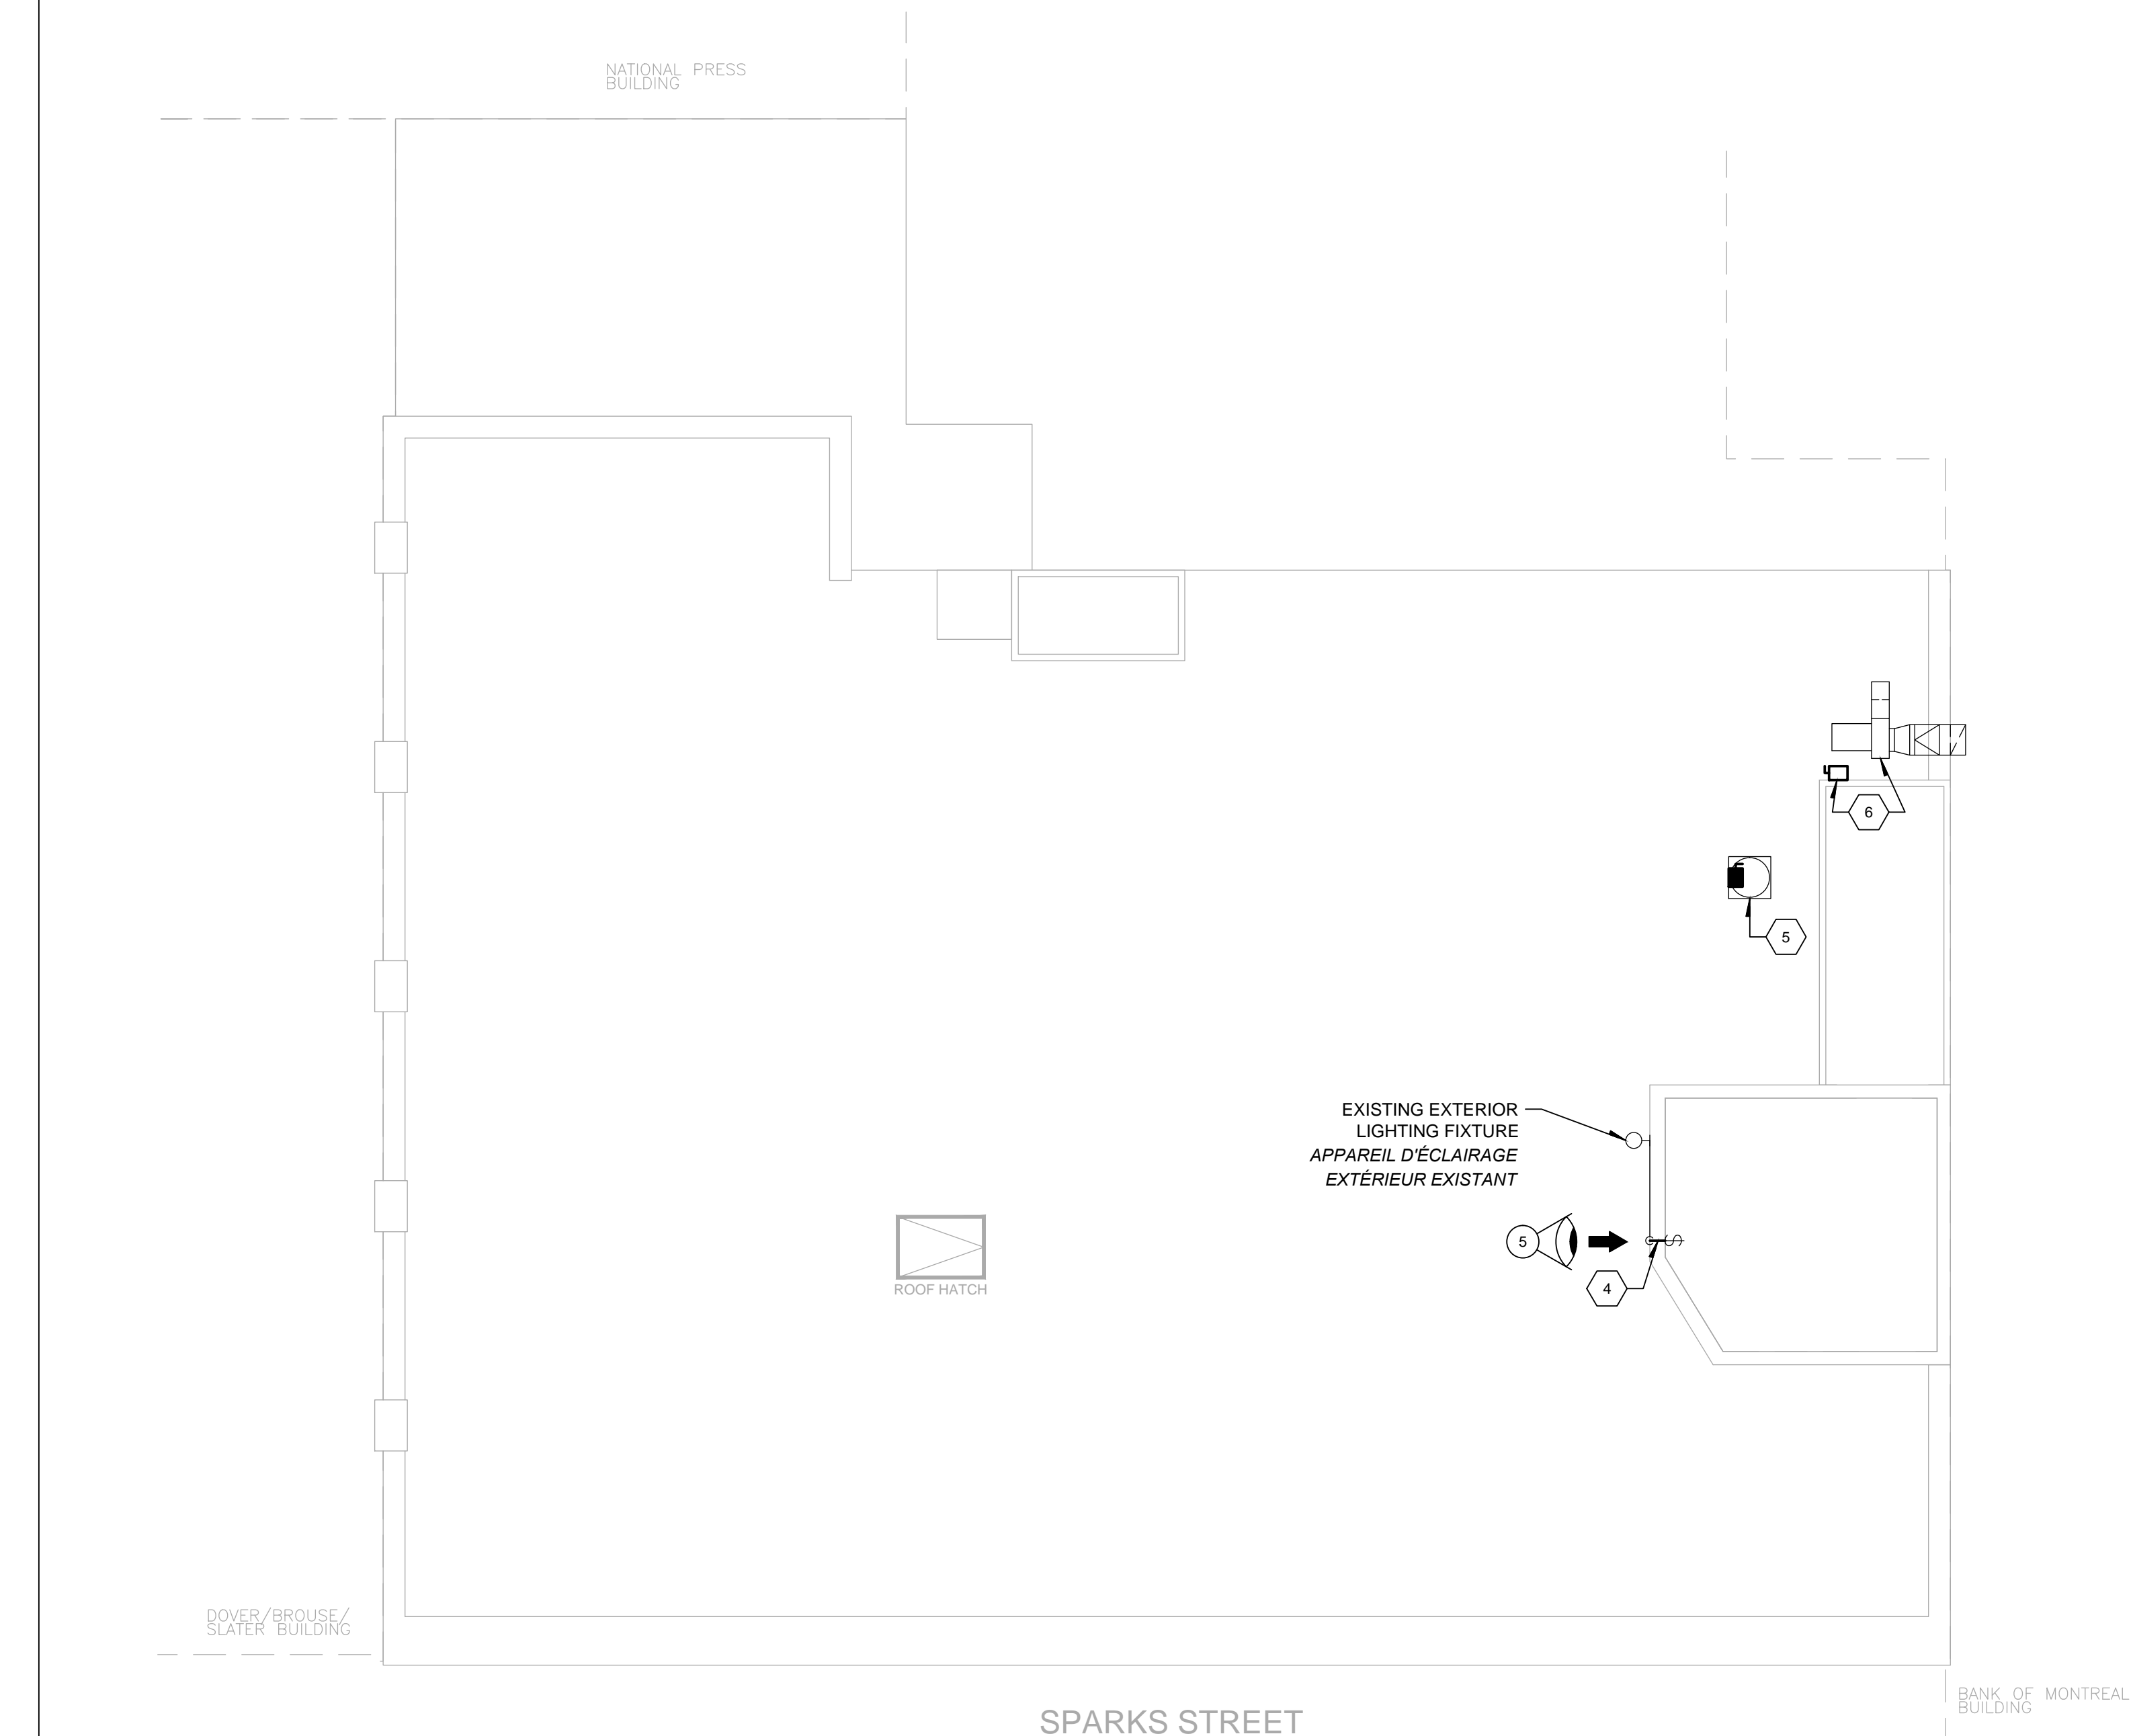 NATIONAL PRESS
BUILDING
6
5
EXISTING EXTERIOR
LIGHTING FIXTURE
APPAREIL D'ÉCLAIRAGE
EXTÉRIEUR EXISTANT
5
4
ROOF HATCH
DOVER/BROUSE/
SLATER BUILDING
BANK OF MONTREAL
BUILDING
SPARKS STREET